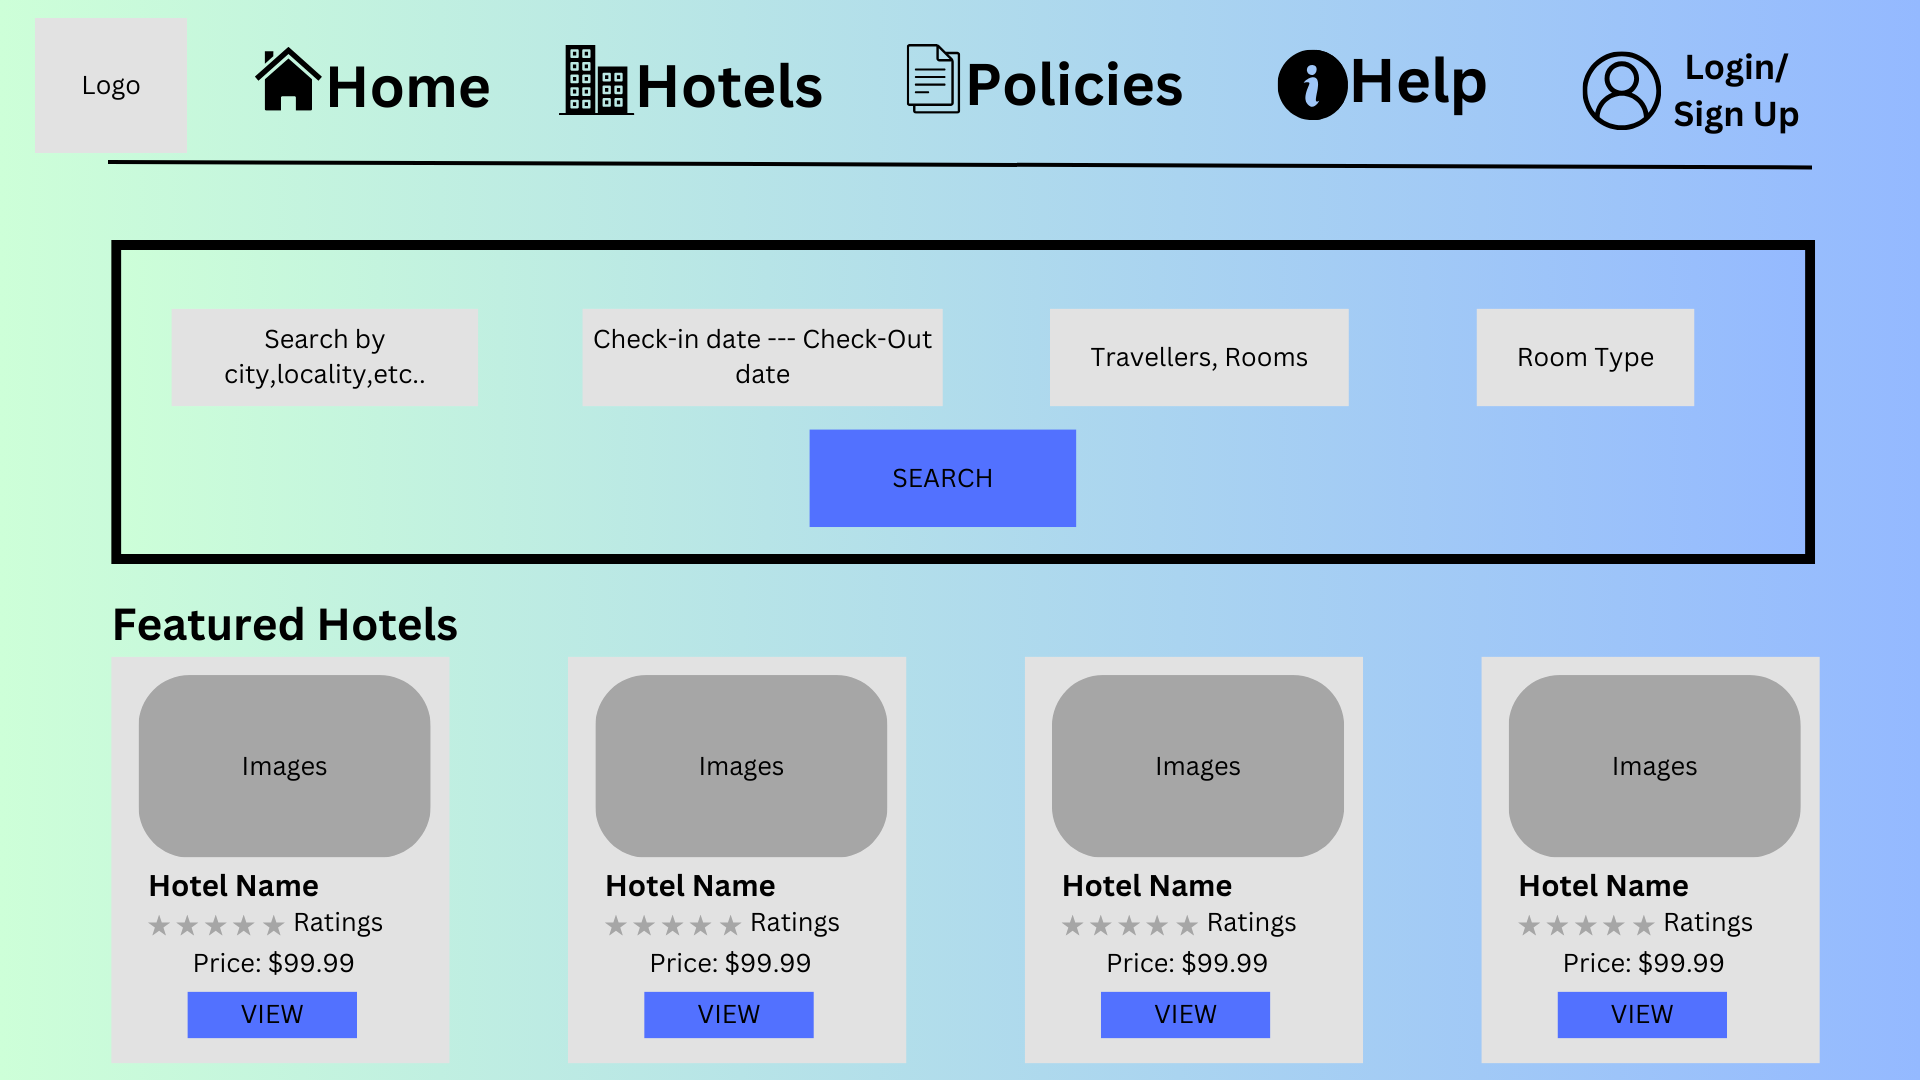 Logo
Home
Hotels
Policies
Help
Login/
Sign Up
Search by
city,locality,etc..
Check-in date --- Check-Out
date
Travellers, Rooms
Room Type
SEARCH
Featured Hotels
Images
Hotel Name
Ratings
Price: $99.99
VIEW
Images
Hotel Name
Ratings
Price: $99.99
VIEW
Images
Hotel Name
Ratings
Price: $99.99
VIEW
Images
Hotel Name
Ratings
Price: $99.99
VIEW